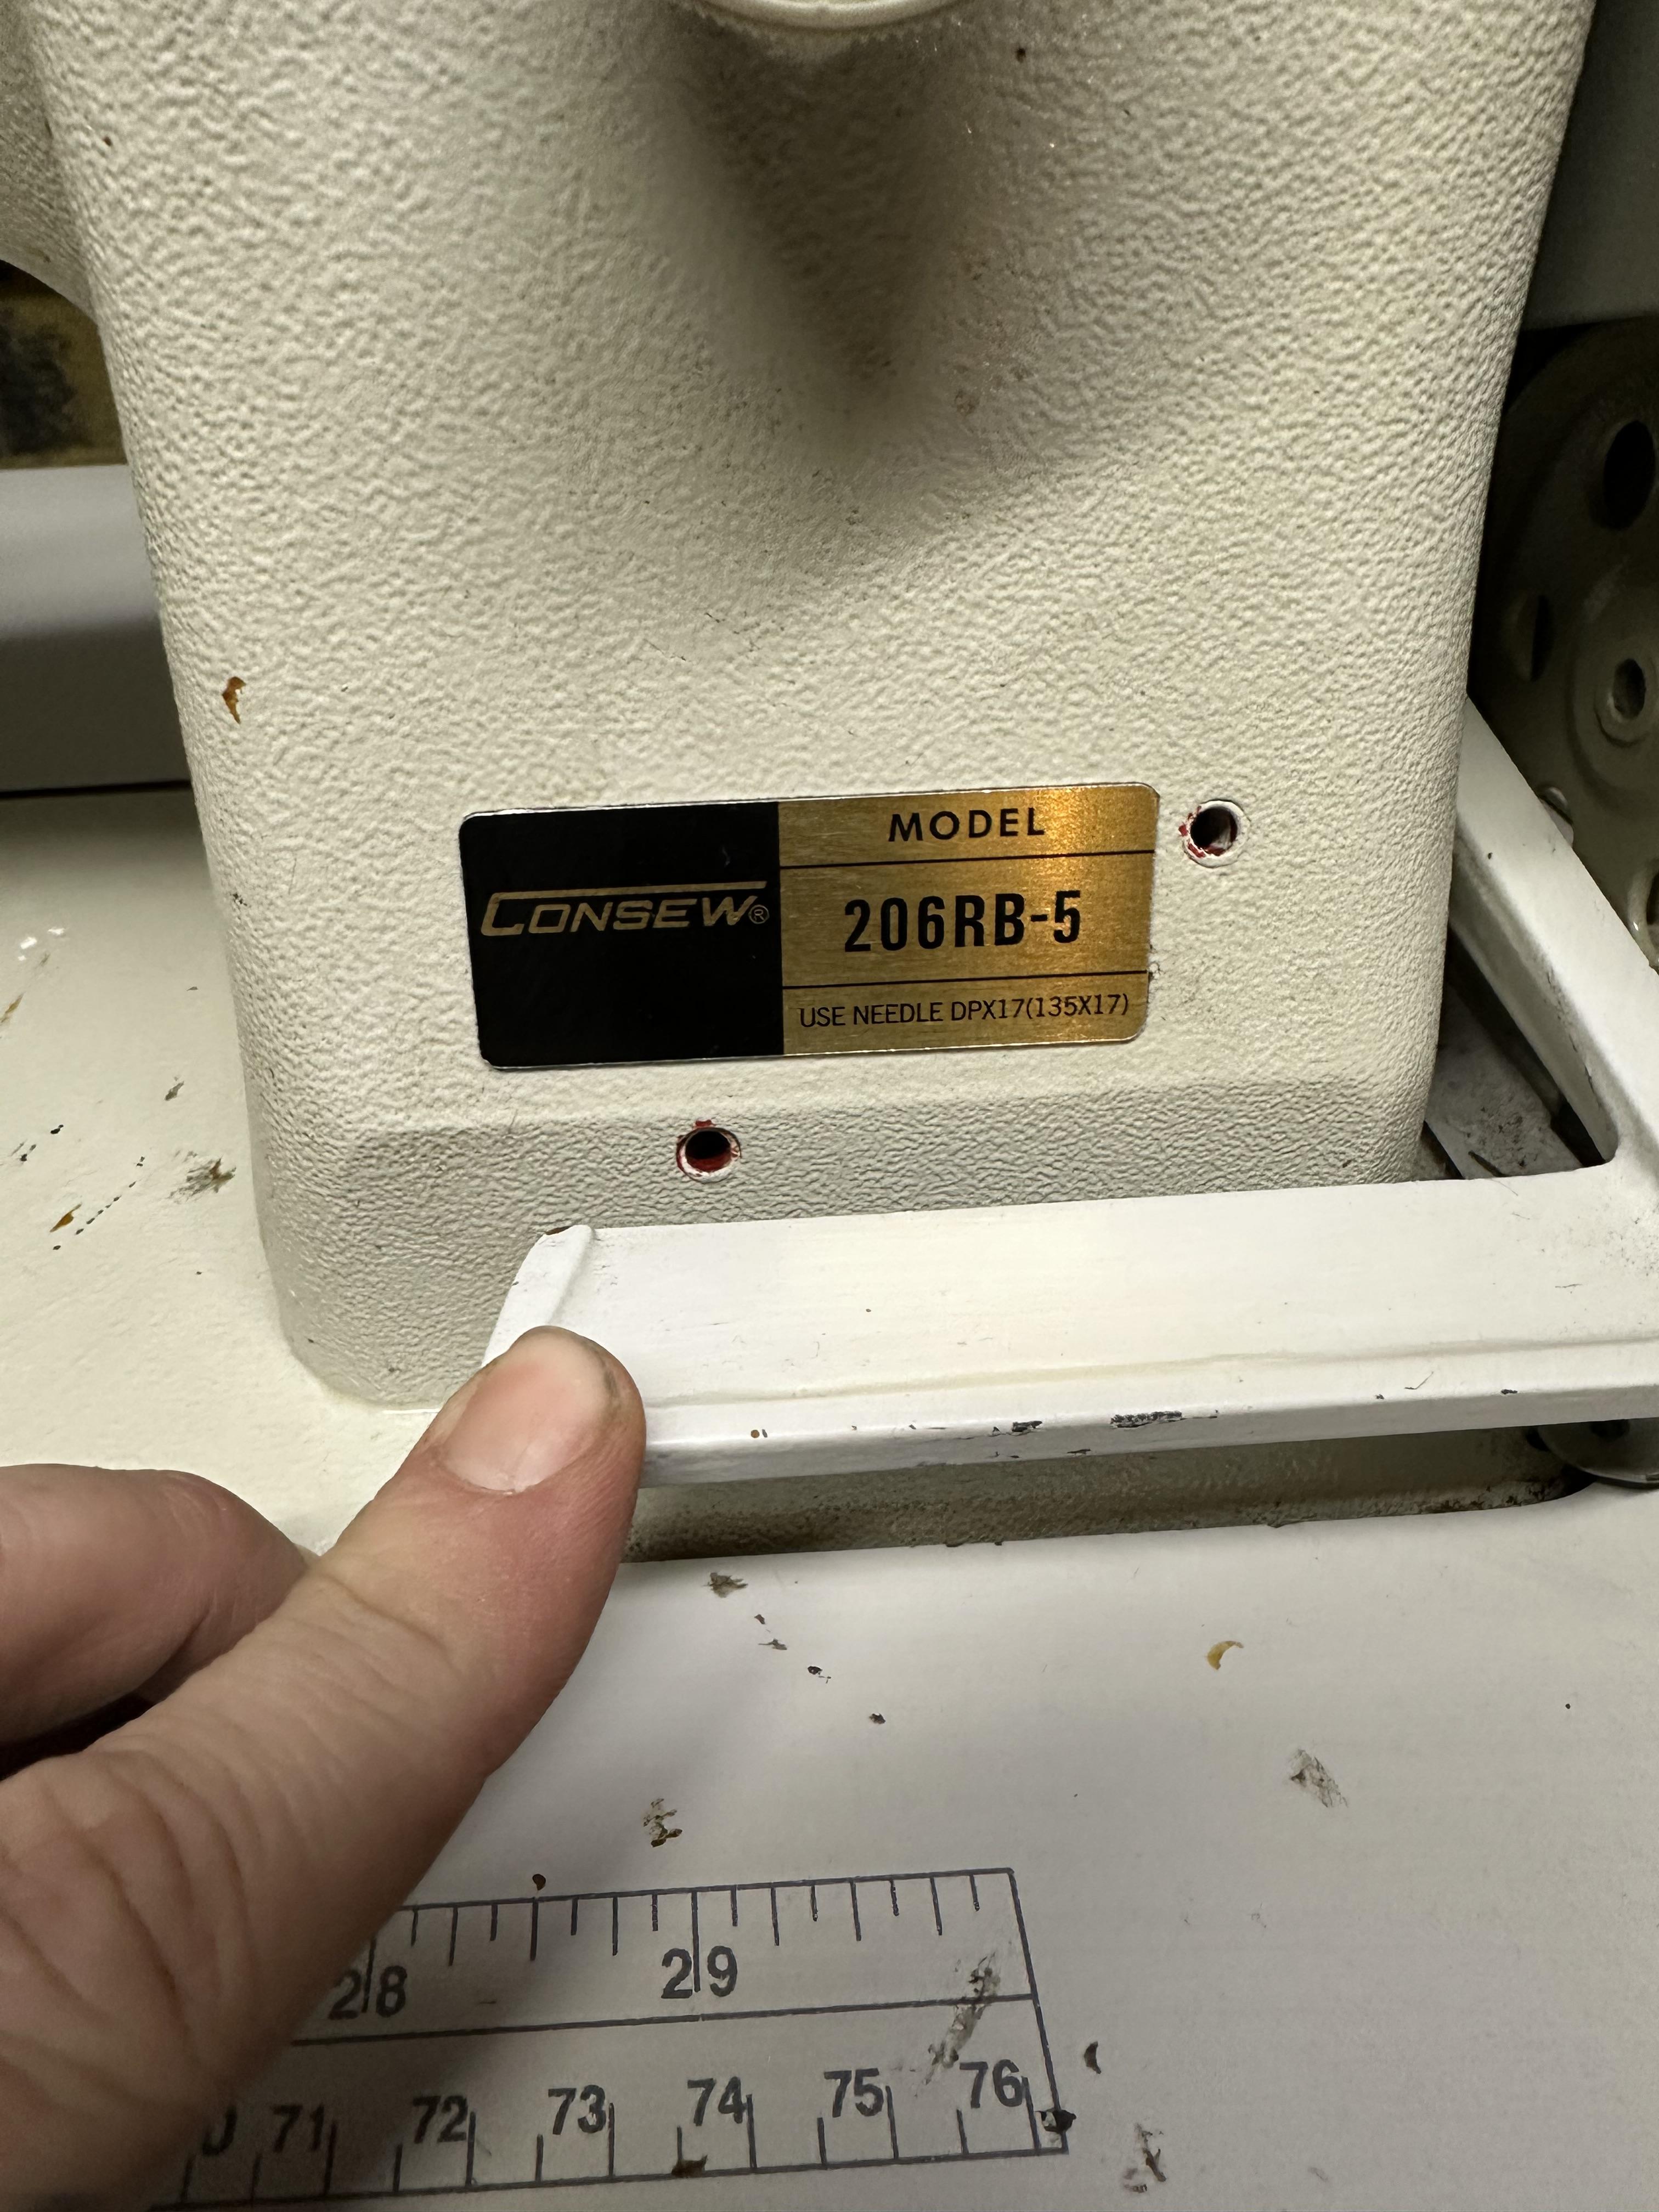 MODEL
CONSEW®
206RB-5
USE NEEDLE DPX17(135X17)
28 29
71 72 73 74 75 76